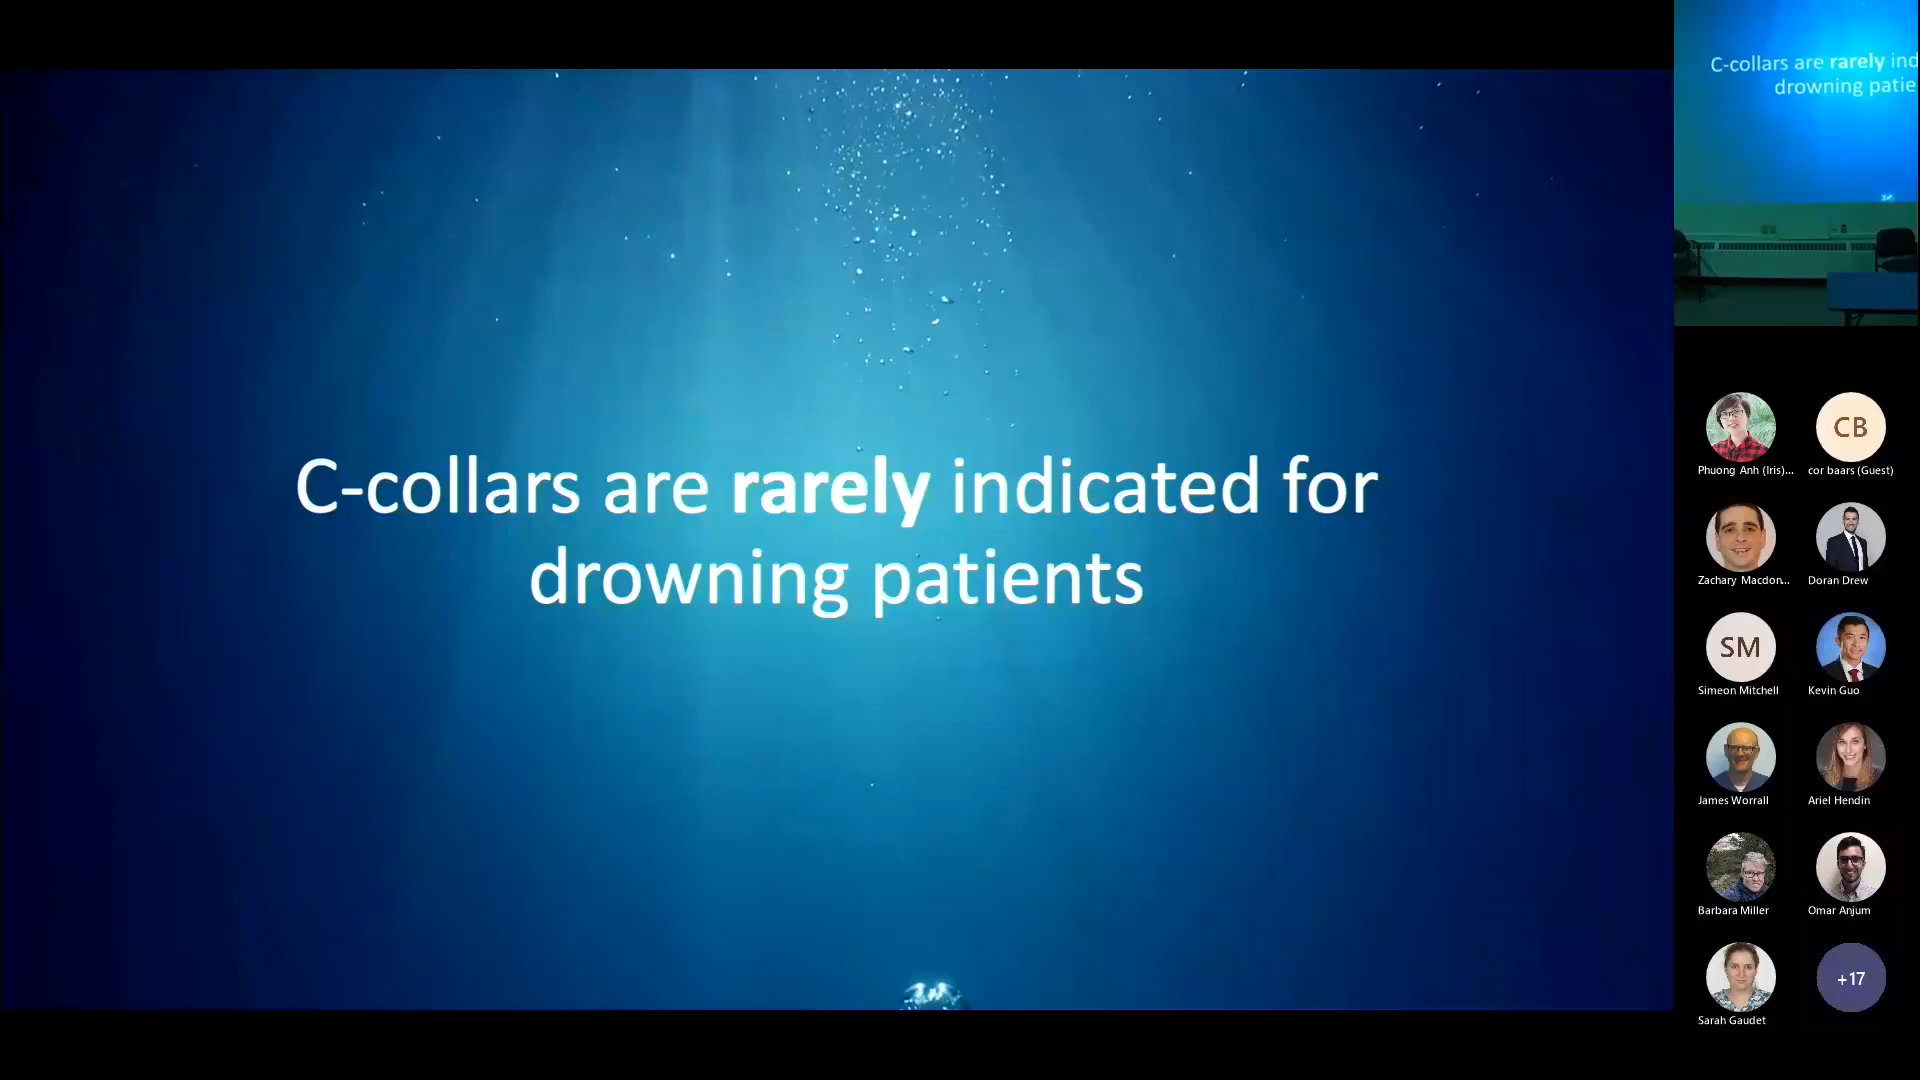 C-collars are rarely indicated for
drowning patients
C-collars are rarely ind
drowning patie
Phuong Anh (Iris)...
CB
cor baars (Guest)
Zachary Macdon...
Doran Drew
SM
Simeon Mitchell
Kevin Guo
James Worrall
Ariel Hendin
Barbara Miller
Omar Anjum
Sarah Gaudet
+17